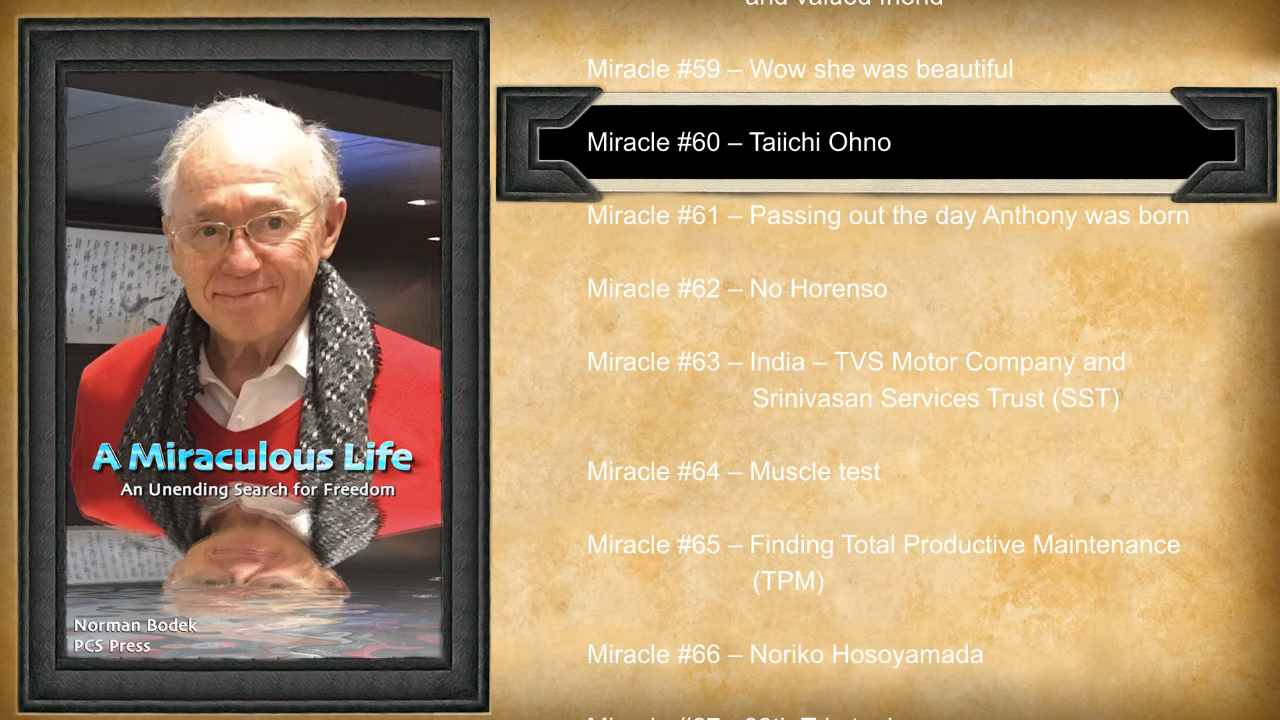 A Miraculous Life
An Unending Search for Freedom
Norman Bodek
PCS Press
and valued friend
Miracle #59 – Wow she was beautiful
Miracle #60 – Taiichi Ohno
Miracle #61 – Passing out the day Anthony was born
Miracle #62 – No Horenso
Miracle #63 – India – TVS Motor Company and
Srinivasan Services Trust (SST)
Miracle #64 – Muscle test
Miracle #65 – Finding Total Productive Maintenance
(TPM)
Miracle #66 – Noriko Hosoyamada